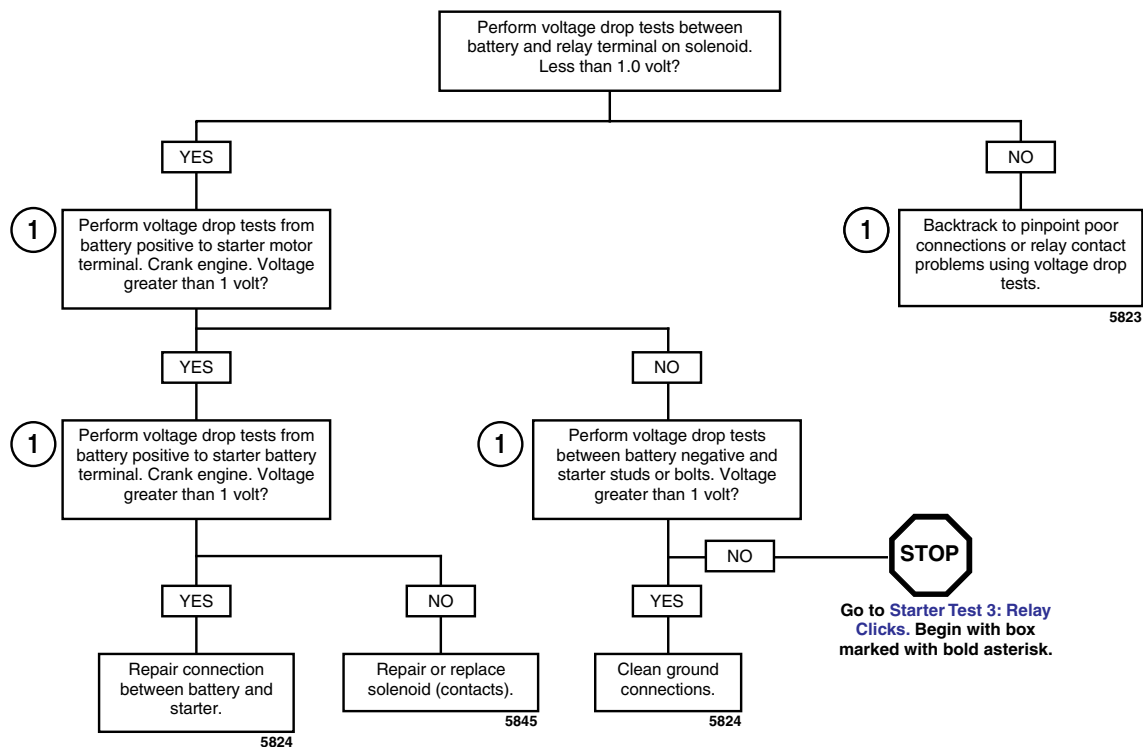 Perform voltage drop tests between
battery and relay terminal on solenoid.
Less than 1.0 volt?
YES
NO
1
Perform voltage drop tests from
battery positive to starter motor
terminal. Crank engine. Voltage
greater than 1 volt?
1
Backtrack to pinpoint poor
connections or relay contact
problems using voltage drop
tests.
5823
YES
NO
1
Perform voltage drop tests from
battery positive to starter battery
terminal. Crank engine. Voltage
greater than 1 volt?
1
Perform voltage drop tests
between battery negative and
starter studs or bolts. Voltage
greater than 1 volt?
NO
STOP
Go to Starter Test 3: Relay
Clicks. Begin with box
marked with bold asterisk.
YES
NO
YES
Repair connection
between battery and
starter.
5824
Repair or replace
solenoid (contacts).
5845
Clean ground
connections.
5824